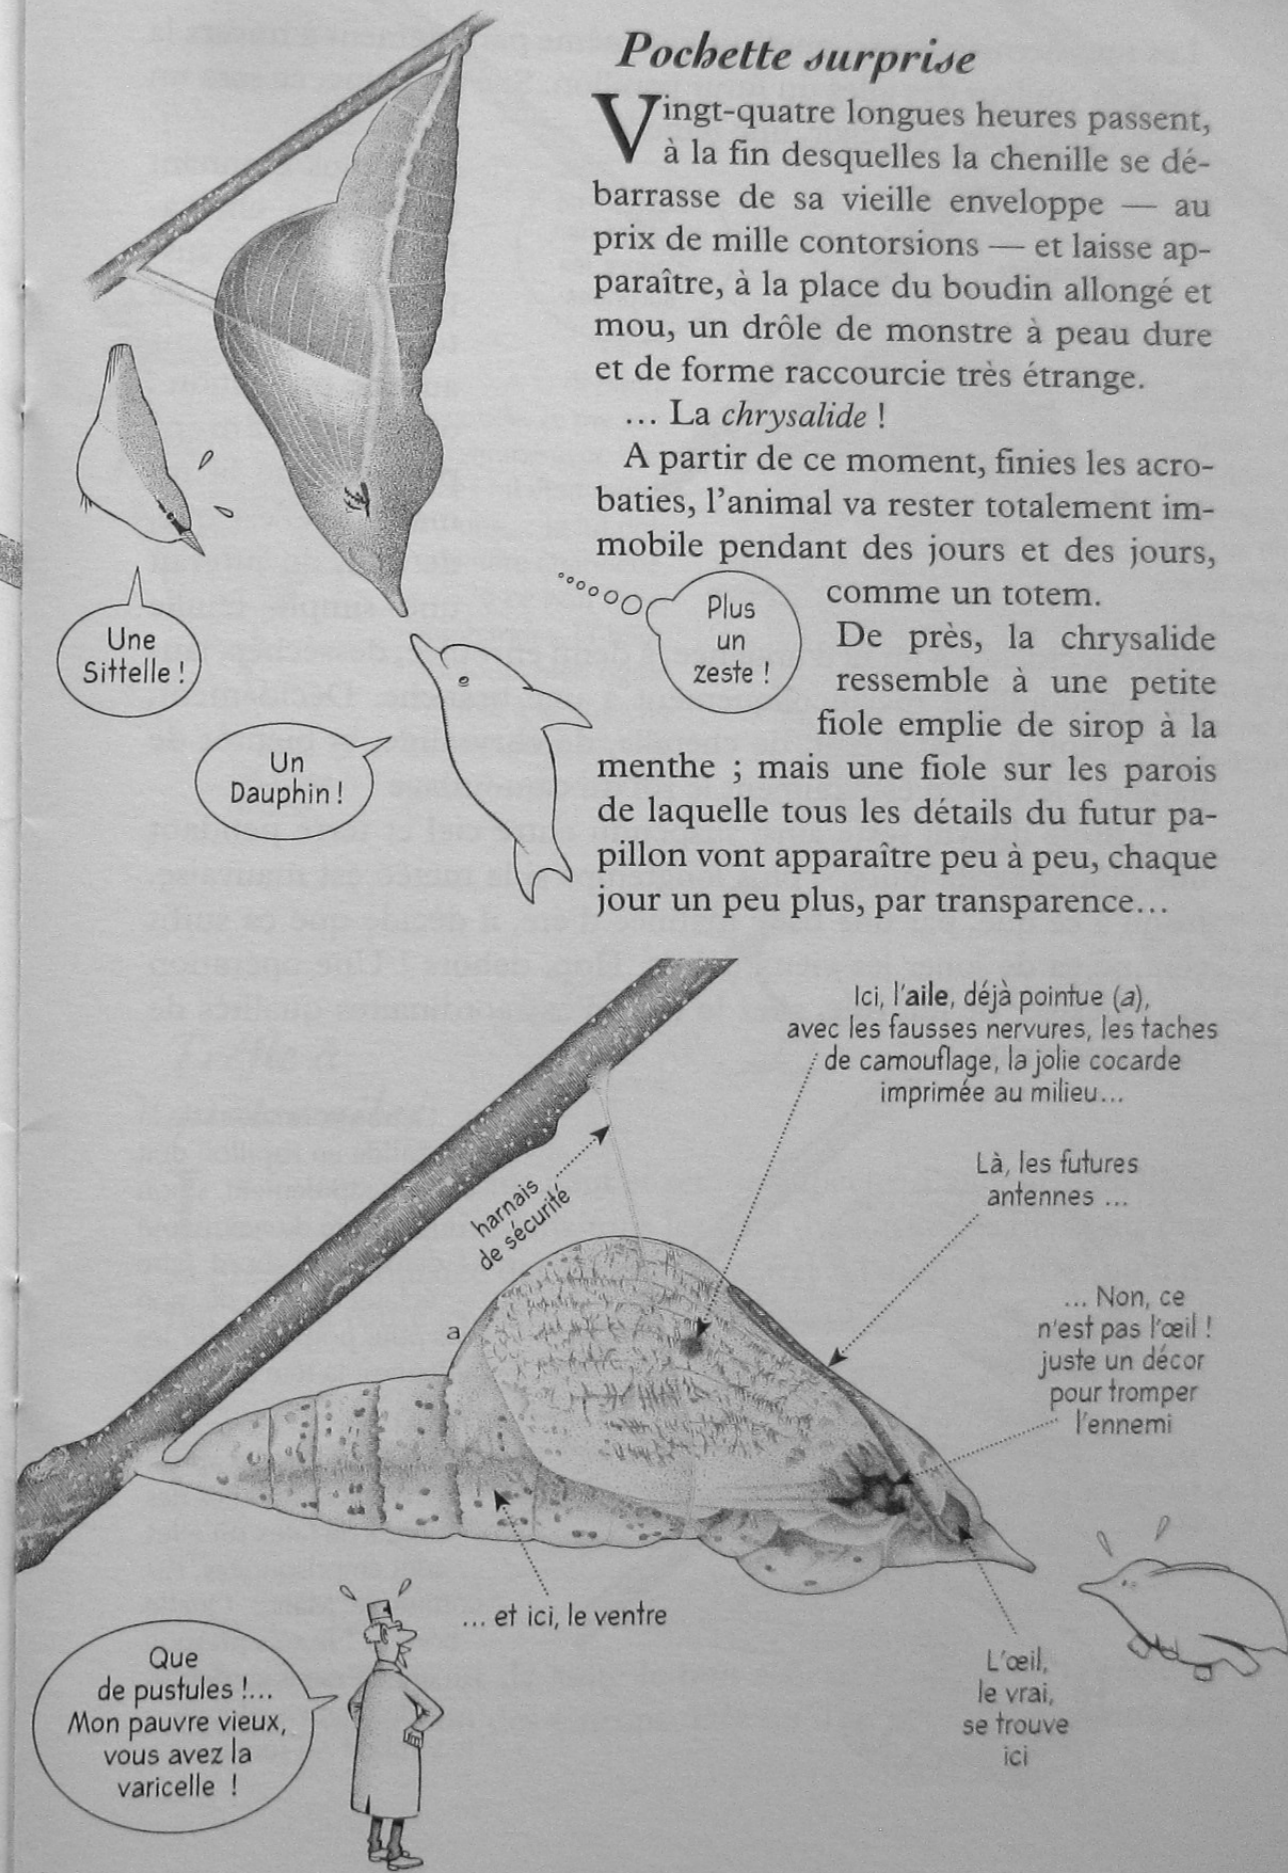 Pochette surprise
Vingt-quatre longues heures passent,
à la fin desquelles la chenille se dé-
barrasse de sa vieille enveloppe — au
prix de mille contorsions — et laisse ap-
paraître, à la place du boudin allongé et
mou, un drôle de monstre à peau dure
et de forme raccourcie très étrange.
... La chrysalide !
A partir de ce moment, finies les acro-
baties, l'animal va rester totalement im-
mobile pendant des jours et des jours,
comme un totem.
De près, la chrysalide
ressemble à une petite
fiole emplie de sirop à la
menthe ; mais une fiole sur les parois
de laquelle tous les détails du futur pa-
pillon vont apparaître peu à peu, chaque
jour un peu plus, par transparence...
Plus
un
zeste !
Une
Sittelle !
Un
Dauphin !
Ici, l'aile, déjà pointue (a),
avec les fausses nervures, les taches
de camouflage, la jolie cocarde
imprimée au milieu...
harnais
de sécurité
Là, les futures
antennes ...
a
... Non, ce
n'est pas l'œil !
juste un décor
pour tromper
l'ennemi
... et ici, le ventre
L'œil,
le vrai,
se trouve
ici
Que
de pustules !...
Mon pauvre vieux,
vous avez la
varicelle !